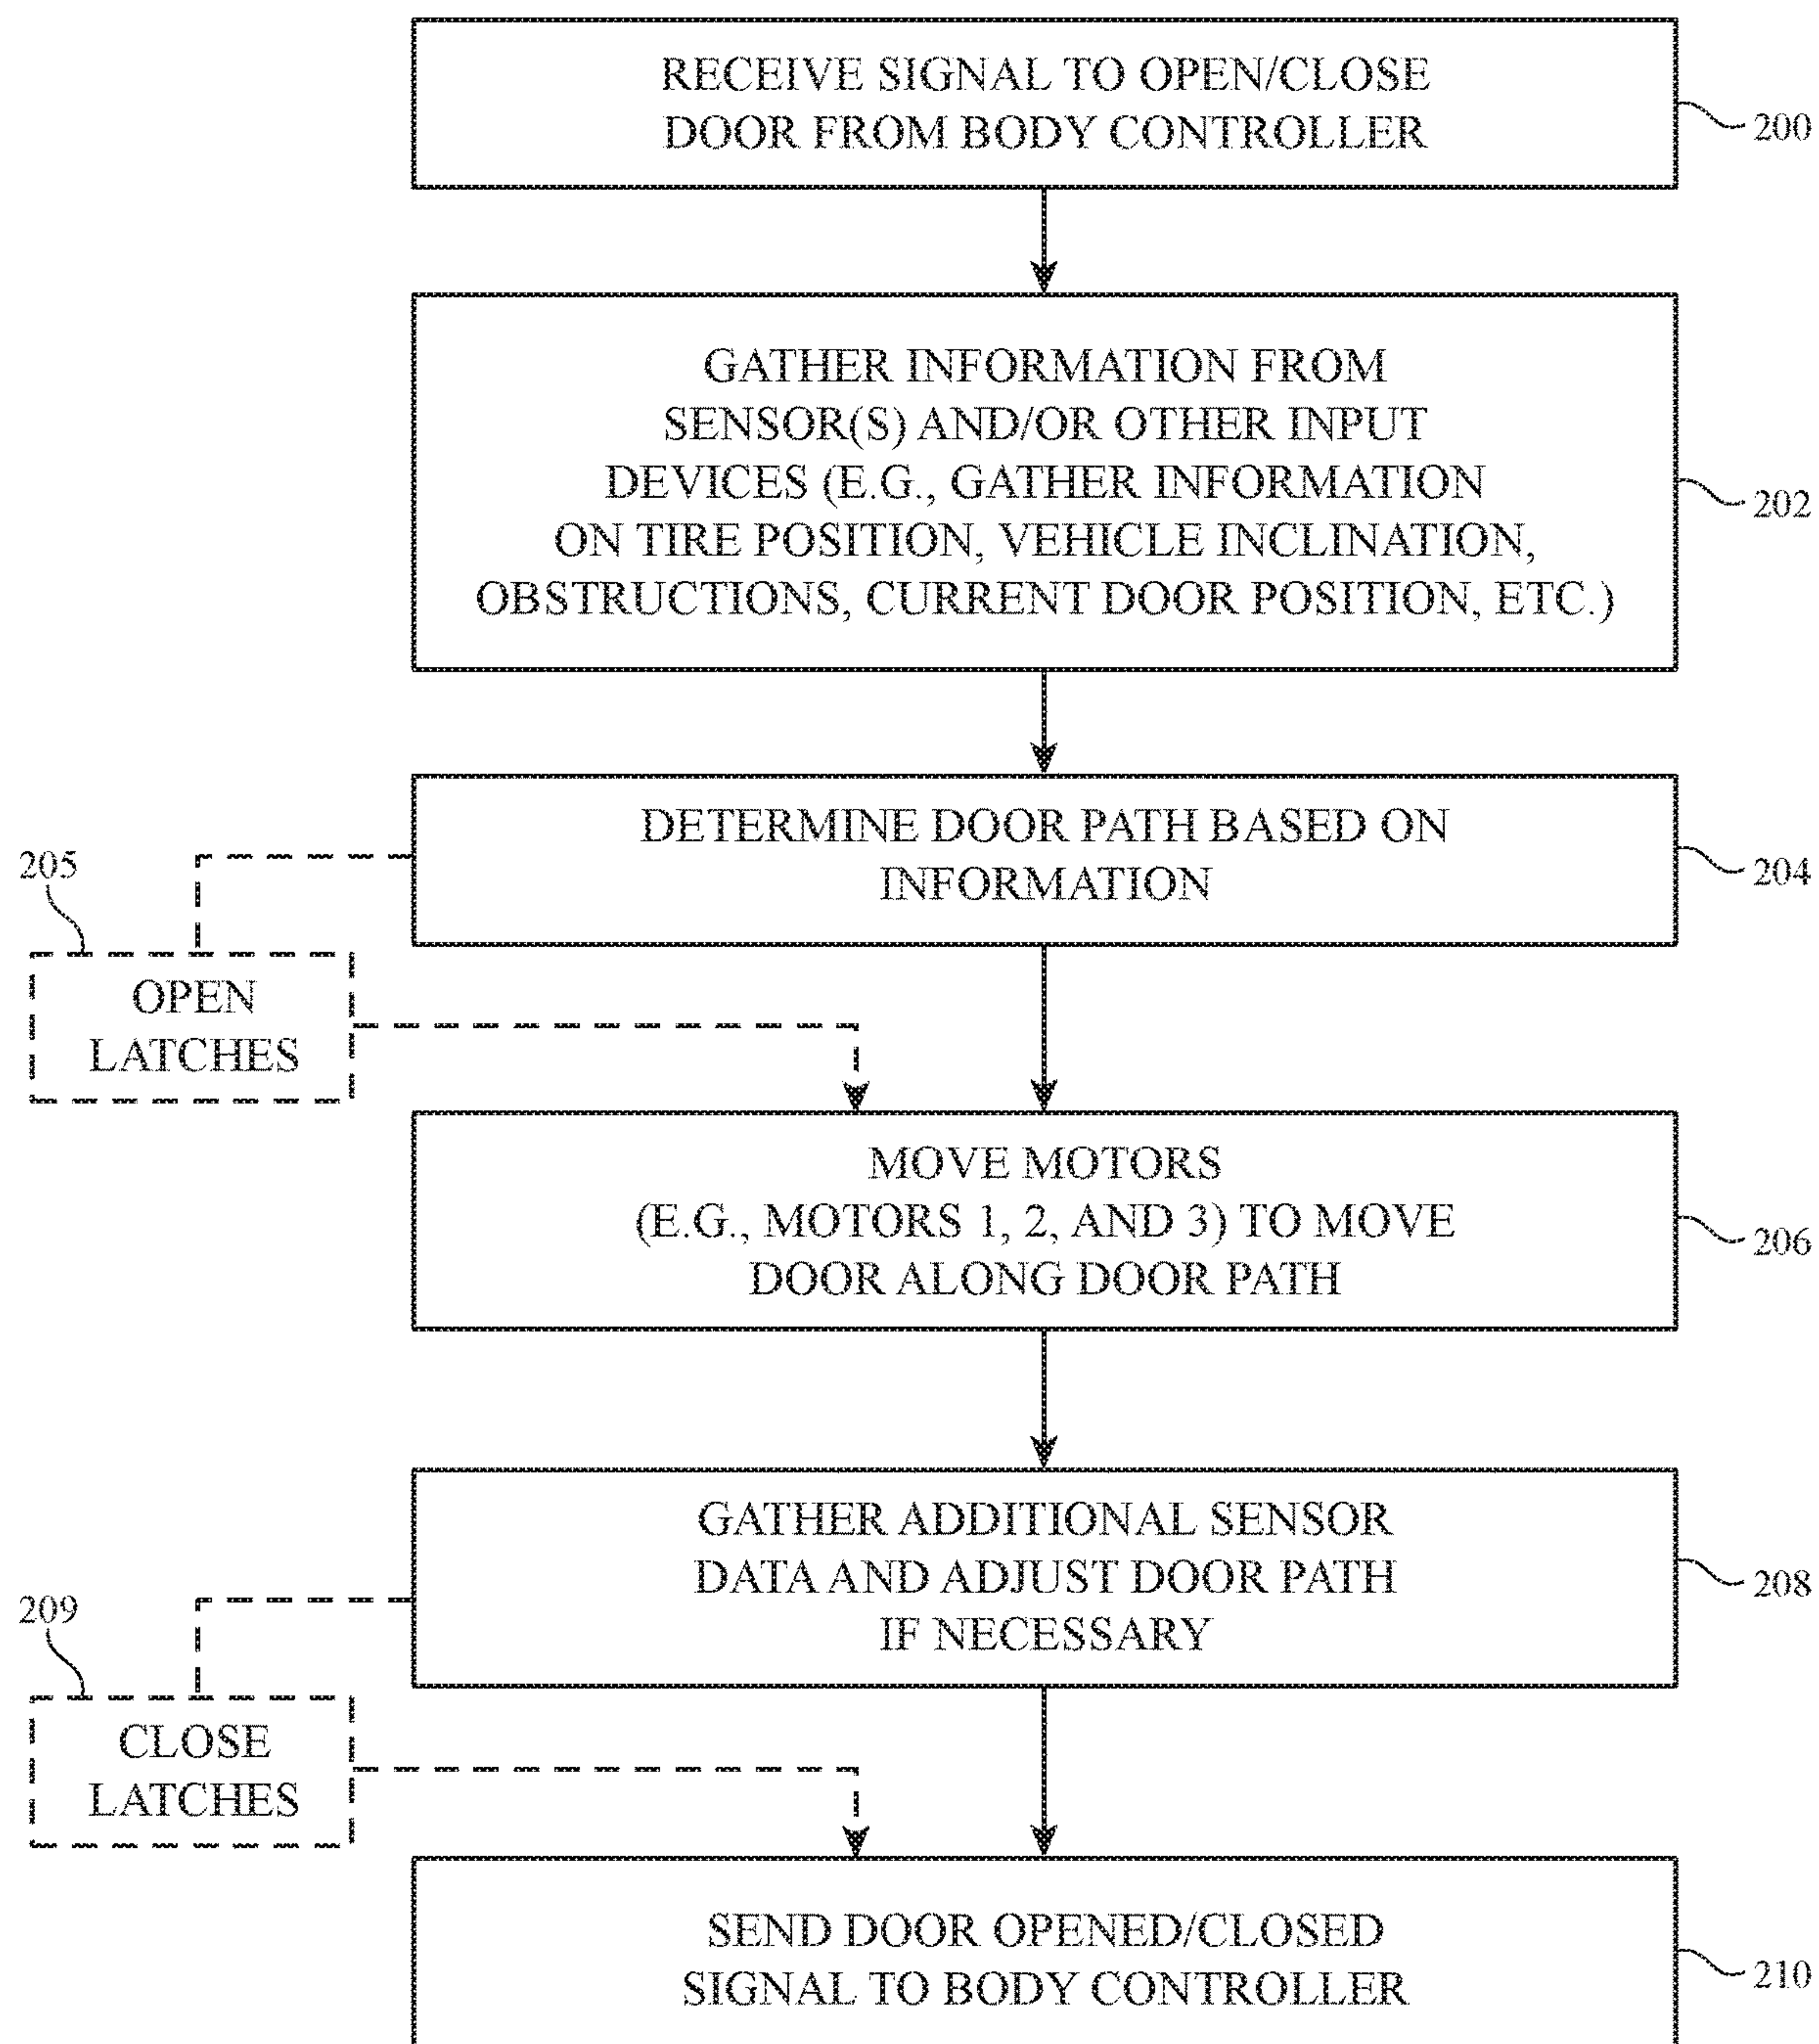 RECEIVE SIGNAL TO OPEN/CLOSE
DOOR FROM BODY CONTROLLER
200
GATHER INFORMATION FROM
SENSOR(S) AND/OR OTHER INPUT
DEVICES (E.G., GATHER INFORMATION
ON TIRE POSITION, VEHICLE INCLINATION,
OBSTRUCTIONS, CURRENT DOOR POSITION, ETC.)
202
DETERMINE DOOR PATH BASED ON
INFORMATION
204
205
OPEN
LATCHES
MOVE MOTORS
(E.G., MOTORS 1, 2, AND 3) TO MOVE
DOOR ALONG DOOR PATH
206
GATHER ADDITIONAL SENSOR
DATA AND ADJUST DOOR PATH
IF NECESSARY
208
209
CLOSE
LATCHES
SEND DOOR OPENED/CLOSED
SIGNAL TO BODY CONTROLLER
210